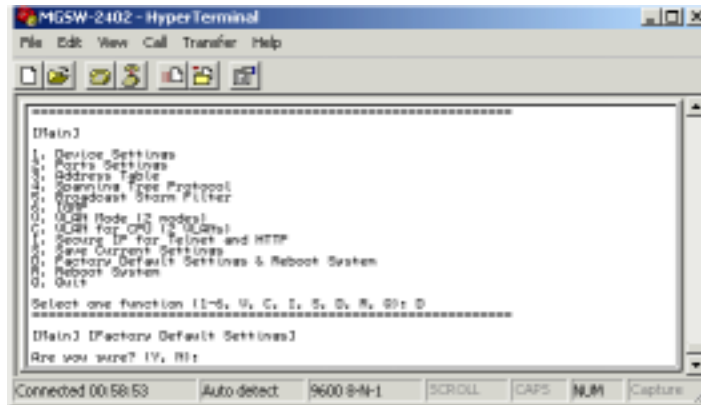 MGSW-2402 - HyperTerminal
File Edit View Call Transfer Help
================================================================
[Main]
1. Device Settings
2. Ports Settings
3. Address Table
4. Spanning Tree Protocol
5. Broadcast Storm Filter
6. IGMP
V. VLAN Mode (2 modes)
C. VLAN for CPU (2 VLANs)
I. Secure IP for Telnet and HTTP
S. Save Current Settings
D. Factory Default Settings & Reboot System
R. Reboot System
Q. Quit
Select one function (1-6, V, C, I, S, D, R, Q): D
================================================================
[Main] [Factory Default Settings]
Are you sure? (Y, N):
Connected 00:58:53 Auto detect 9600 8-N-1 SCROLL CAPS NUM Capture